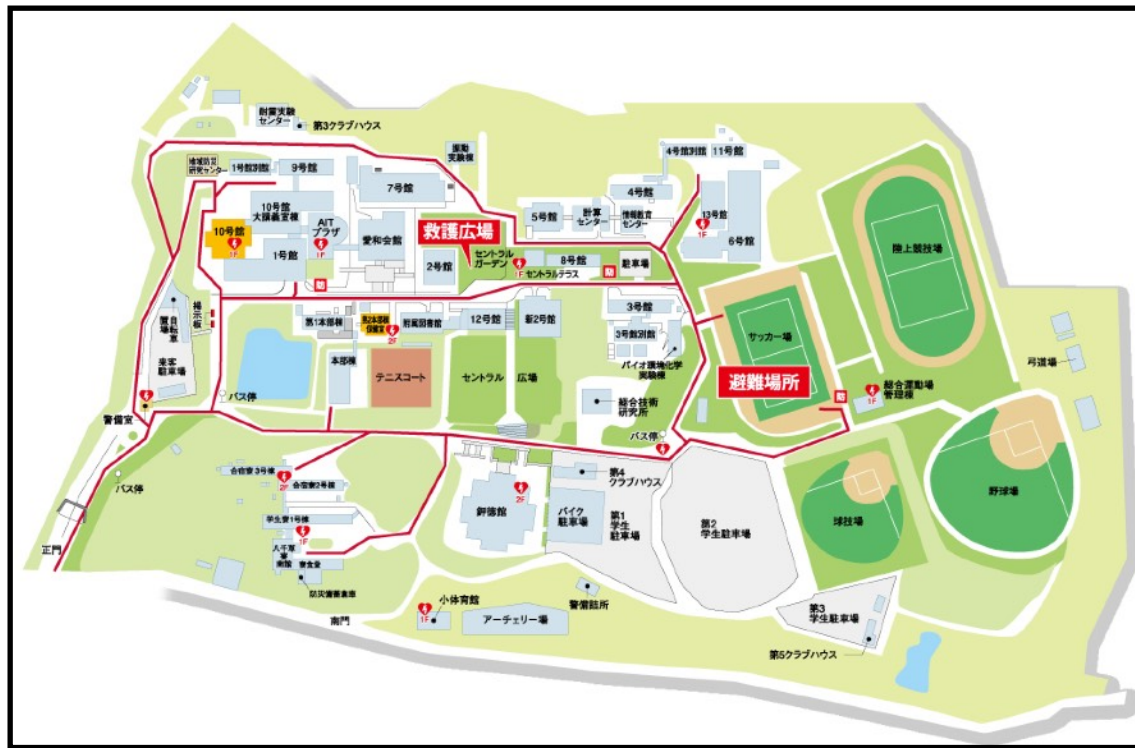 耐震実験
センター
第3クラブハウス
地域防災
研究センター
1号館別館
9号館
振動
実験棟
7号館
4号館別館
11号館
4号館
10号館
大講義室棟
AIT
プラザ
愛和会館
5号館
計算
センター
情報教育
センター
13号館
1F
6号館
陸上競技場
10号館
1F
1F
1号館
2号館
救護広場
セントラル
ガーデン
1F
セントラルテラス
8号館
駐車場
掲示板
第1本部棟
第2本部棟
保健室
2F
附属図書館
12号館
新2号館
3号館
3号館別館
バイオ環境化学
実験棟
サッカー場
避難場所
弓道場
自転車
置場
来客
駐車場
本部棟
テニスコート
セントラル 広場
総合技術
研究所
総合運動場
管理棟
1F
バス停
警備室
バス停
バス停
正門
合宿寮3号棟
2F
合宿寮2号棟
学生寮1号棟
1F
八千草
寮
南館
寮食堂
防災備蓄倉庫
鉀徳館
2F
第4
クラブハウス
バイク
駐車場
第1
学生
駐車場
第2
学生駐車場
球技場
野球場
南門
小体育館
1F
アーチェリー場
警備詰所
第3
学生駐車場
第5クラブハウス